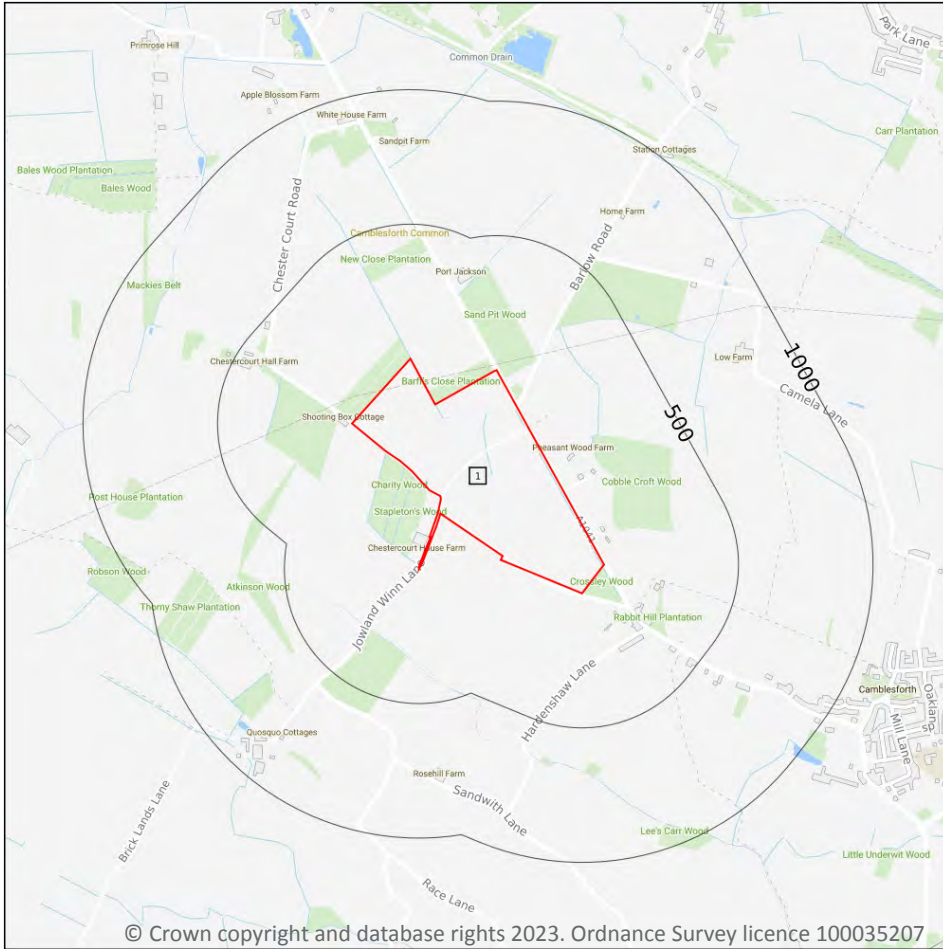 Park Lane
Primrose Hill
Common Drain
Apple Blossom Farm
White House Farm
Carr Plantation
Sandpit Farm
Station Cottages
Bales Wood Plantation
Bales Wood
Chester Court Road
Home Farm
Camblesforth Common
Barlow Road
New Close Plantation
Port Jackson
Mackies Belt
Sand Pit Wood
1000
Low Farm
Chestercourt Hall Farm
Barffs Close Plantation
Camela Lane
500
Shooting Box Cottage
Pheasant Wood Farm
1
Charity Wood
Cobble Croft Wood
Post House Plantation
Stapleton's Wood
A1041
Chestercourt House Farm
Robson Wood
Crossley Wood
Atkinson Wood
Thorny Shaw Plantation
Jowland Winn Lane
Rabbit Hill Plantation
Hardenshaw Lane
Camblesforth
Oakland
Mill Lane
Quosquo Cottages
Rosehill Farm
Sandwith Lane
Brick Lands Lane
Lee's Carr Wood
Little Underwit Wood
Race Lane
© Crown copyright and database rights 2023. Ordnance Survey licence 100035207